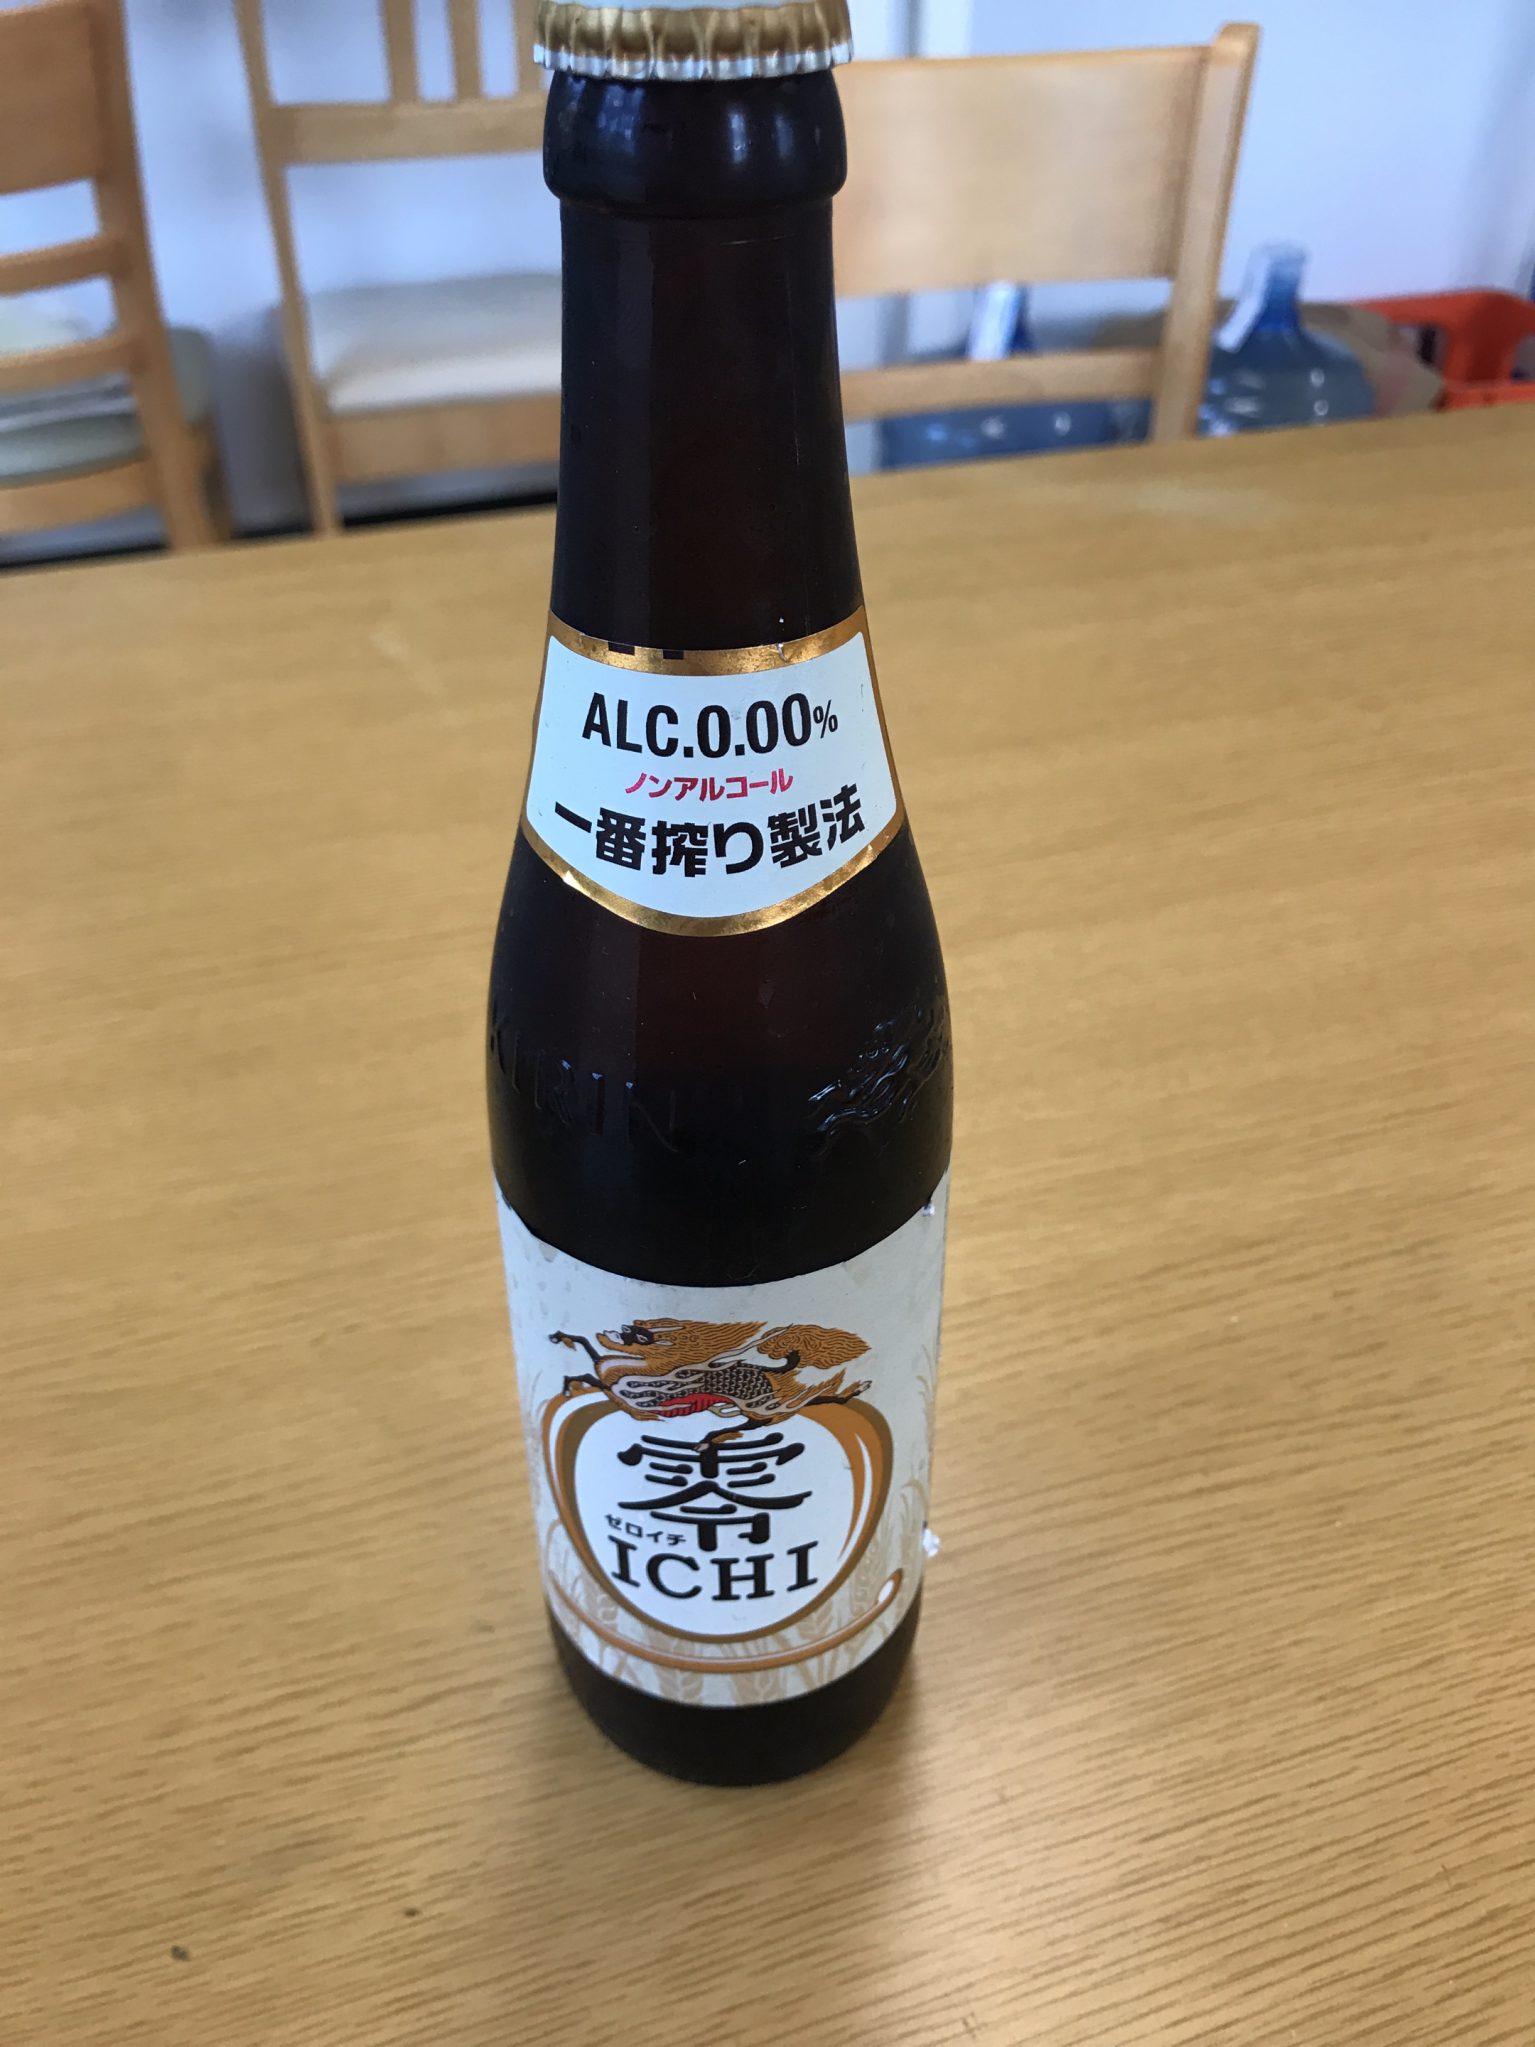 ALC.0.00%
ノンアルコール
一番搾り製法
KIRIN
零
ゼロイチ
ICHI